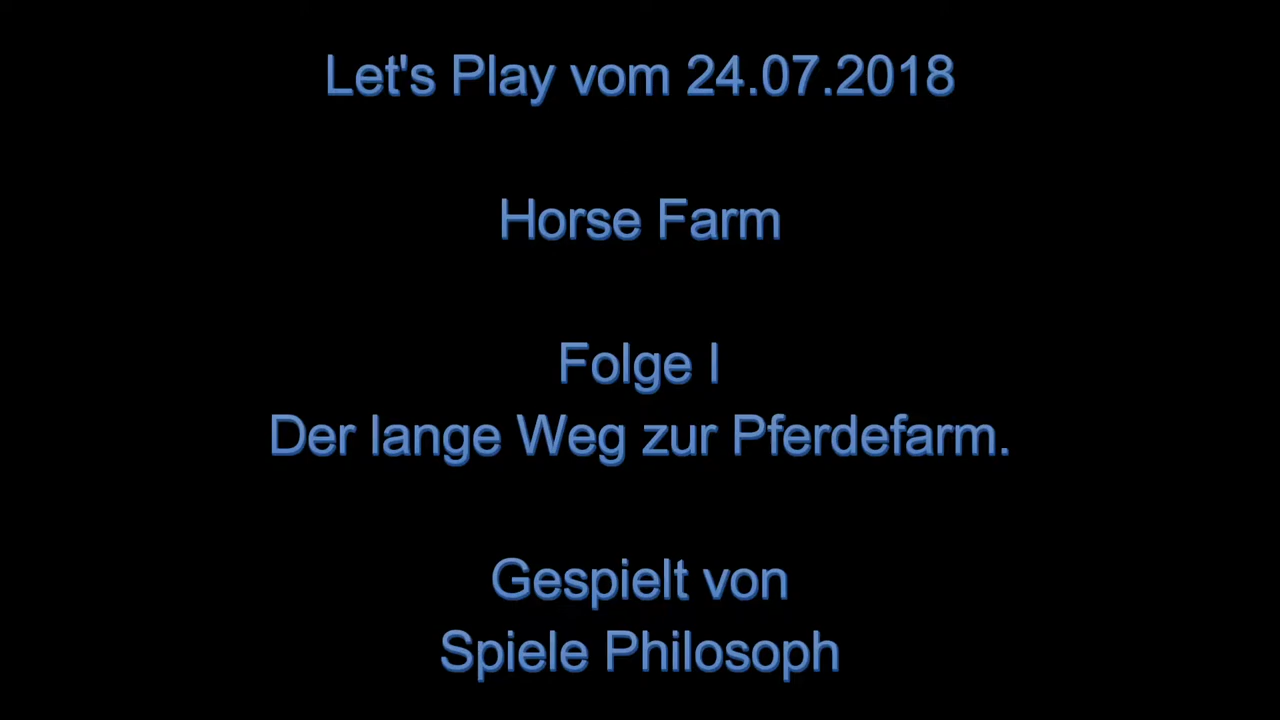 Let's Play vom 24.07.2018
Horse Farm
Folge I
Der lange Weg zur Pferdefarm.
Gespielt von
Spiele Philosoph